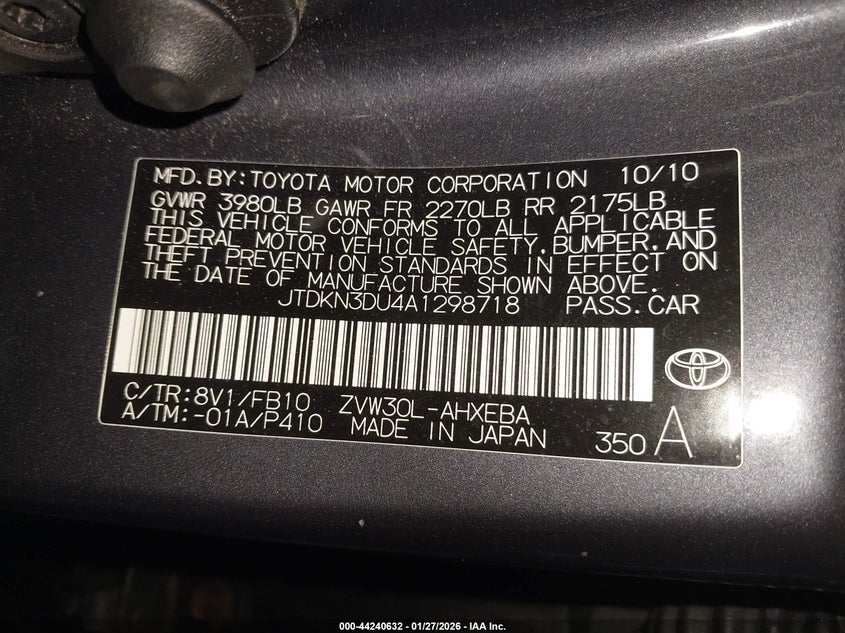 MFD.BY:TOYOTA MOTOR CORPORATION 10/10
GVWR 3980LB GAWR FR 2270LB RR 2175LB
THIS VEHICLE CONFORMS TO ALL APPLICABLE
FEDERAL MOTOR VEHICLE SAFETY,BUMPER,AND
THEFT PREVENTION STANDARDS IN EFFECT ON
THE DATE OF MANUFACTURE SHOWN ABOVE.
JTDKN3DU4A1298718 PASS.CAR
C/TR:8V1/FB10 ZVW30L-AHXEBA
A/TM:-01A/P410 MADE IN JAPAN 350 A
000-44240632 - 01/27/2026 - IAA Inc.